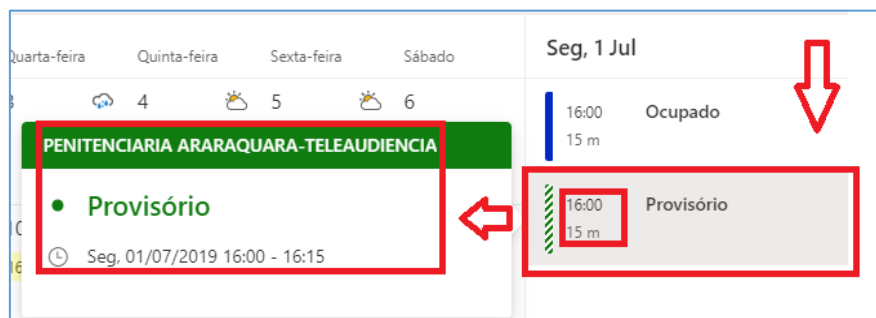 Quarta-feira Quinta-feira Sexta-feira Sábado
4 5 6
PENITENCIARIA ARARAQUARA-TELEAUDIENCIA
Provisório
Seg, 01/07/2019 16:00 - 16:15
Seg, 1 Jul
16:00 Ocupado
15 m
16:00 Provisório
15 m